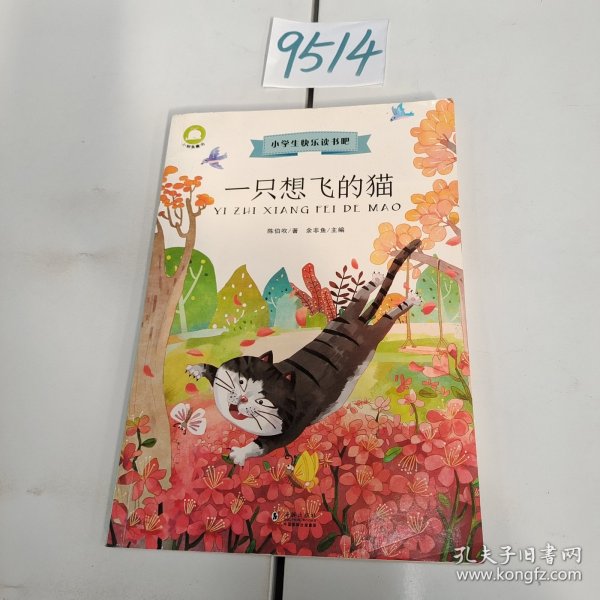 9514
小学生快乐读书吧
一只想飞的猫
YI ZHI XIANG FEI DE MAO
陈伯吹/著 余非鱼/主编
孔夫子旧书网
www.kongfz.com